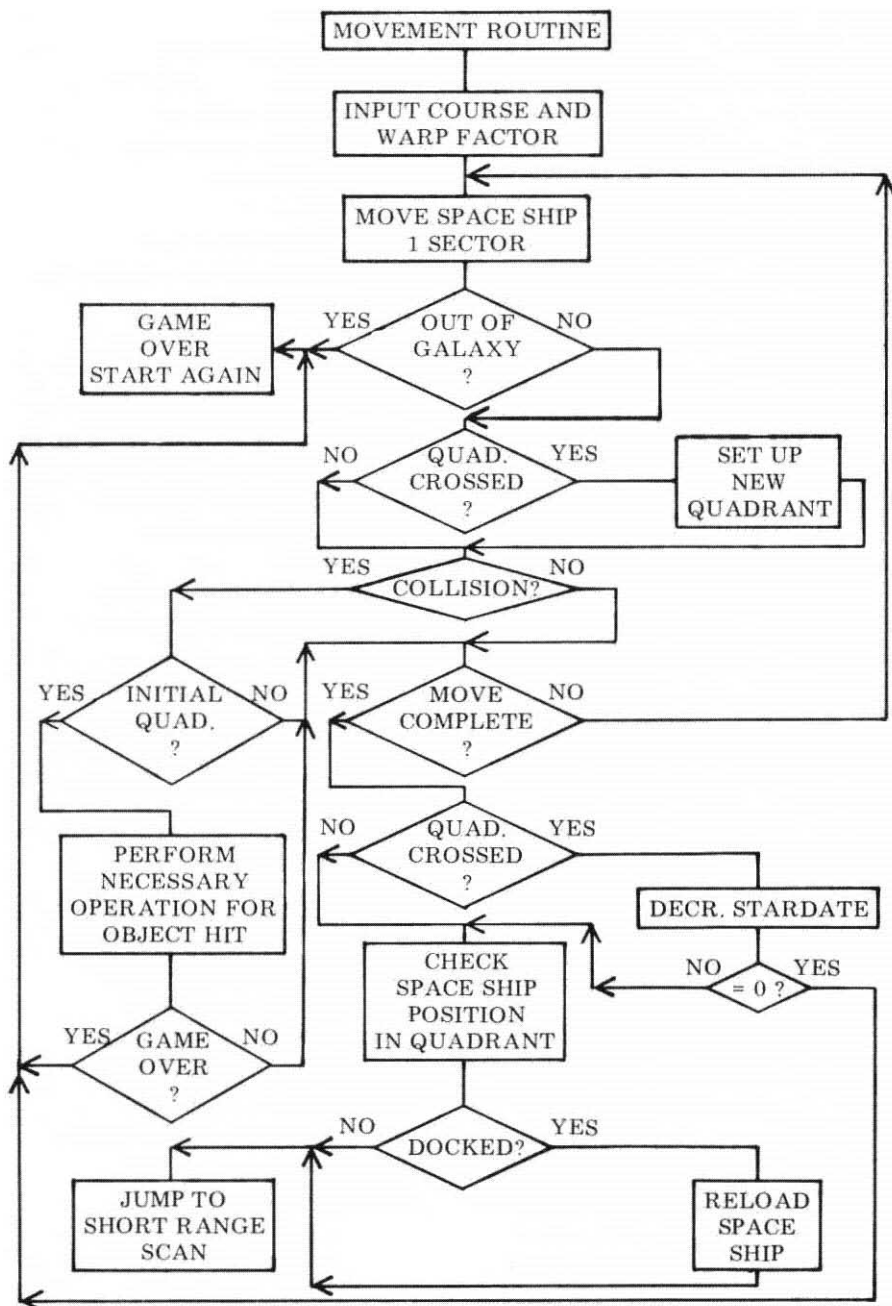 MOVEMENT ROUTINE
INPUT COURSE AND
WARP FACTOR
MOVE SPACE SHIP
1 SECTOR
GAME
OVER
START AGAIN
YES
OUT OF
GALAXY
?
NO
NO
QUAD.
CROSSED
?
YES
SET UP
NEW
QUADRANT
YES
COLLISION?
NO
YES
INITIAL
QUAD.
?
NO
YES
MOVE
COMPLETE
?
NO
PERFORM
NECESSARY
OPERATION FOR
OBJECT HIT
NO
QUAD.
CROSSED
?
YES
DECR. STARDATE
NO
= 0 ?
YES
CHECK
SPACE SHIP
POSITION
IN QUADRANT
YES
GAME
OVER
?
NO
NO
DOCKED?
YES
JUMP TO
SHORT RANGE
SCAN
RELOAD
SPACE
SHIP